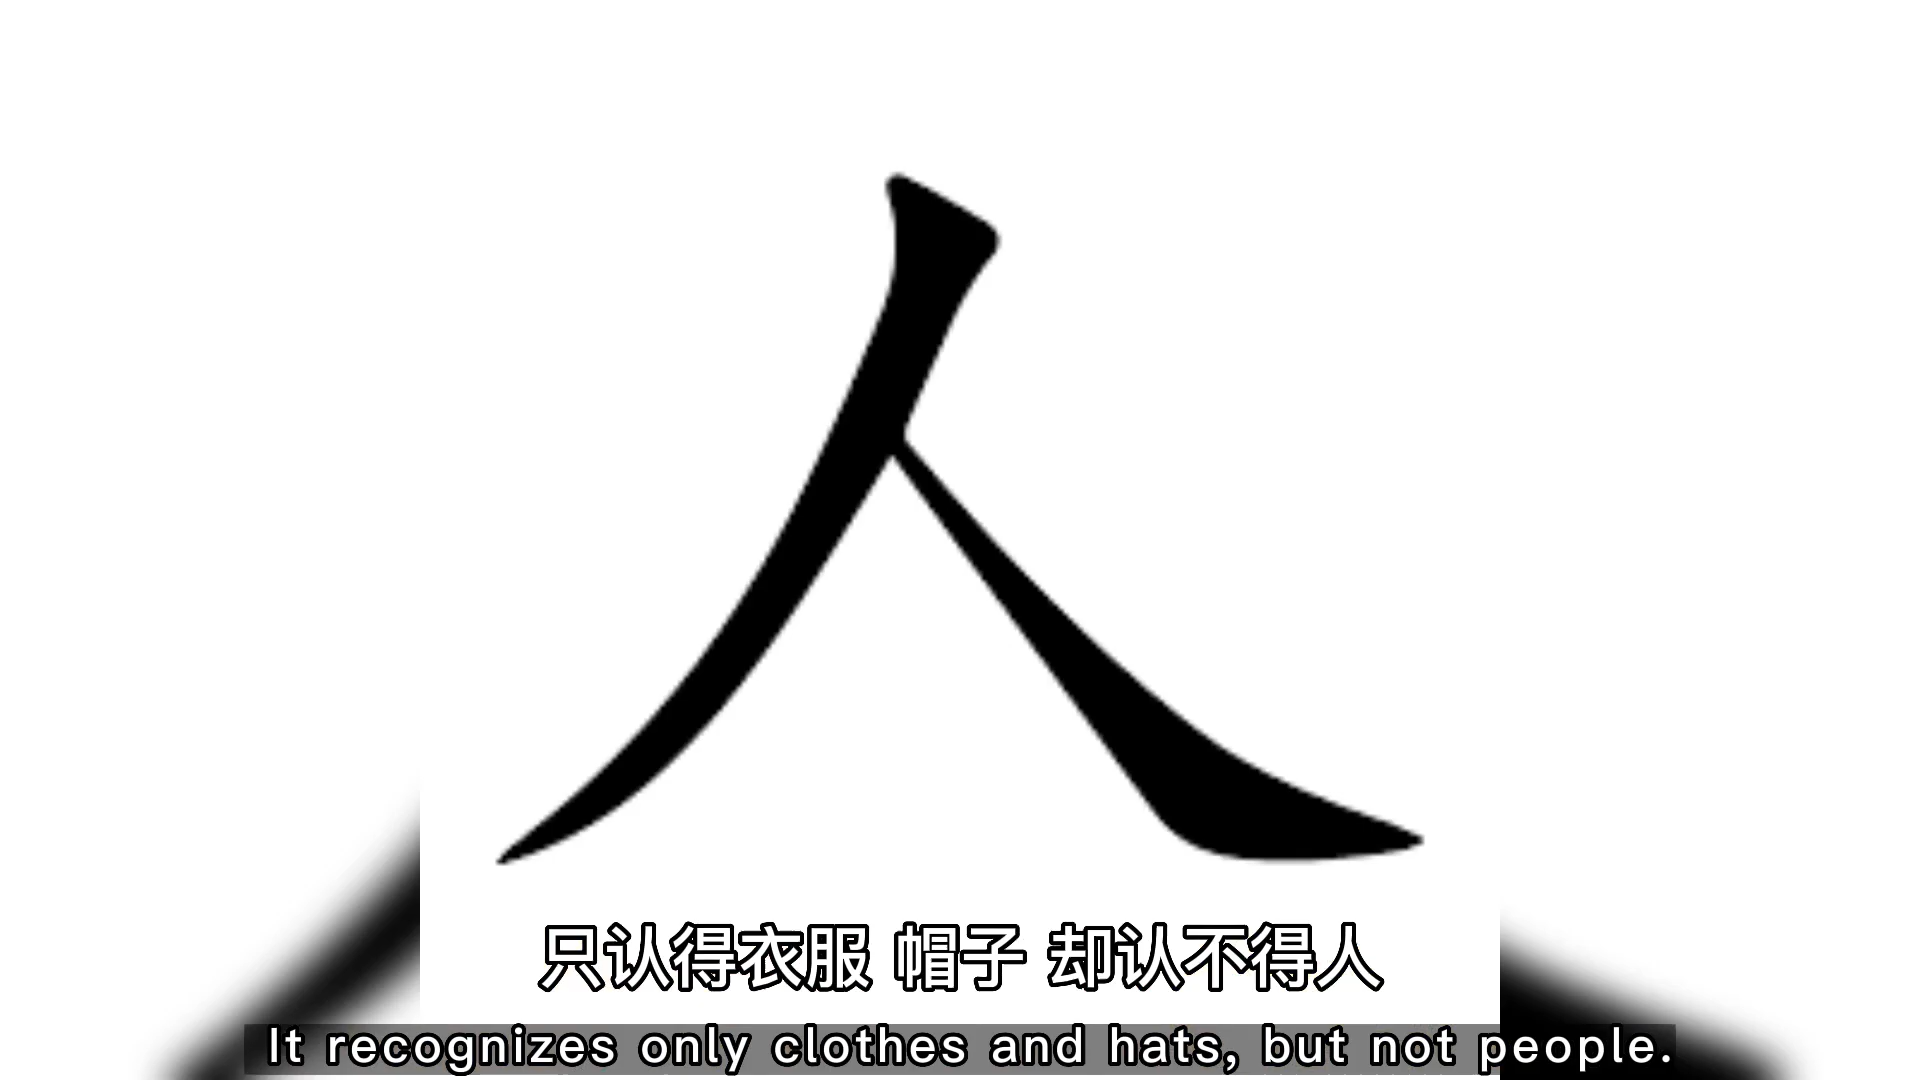 人
只认得衣服 帽子 却认不得人
It recognizes only clothes and hats, but not people.